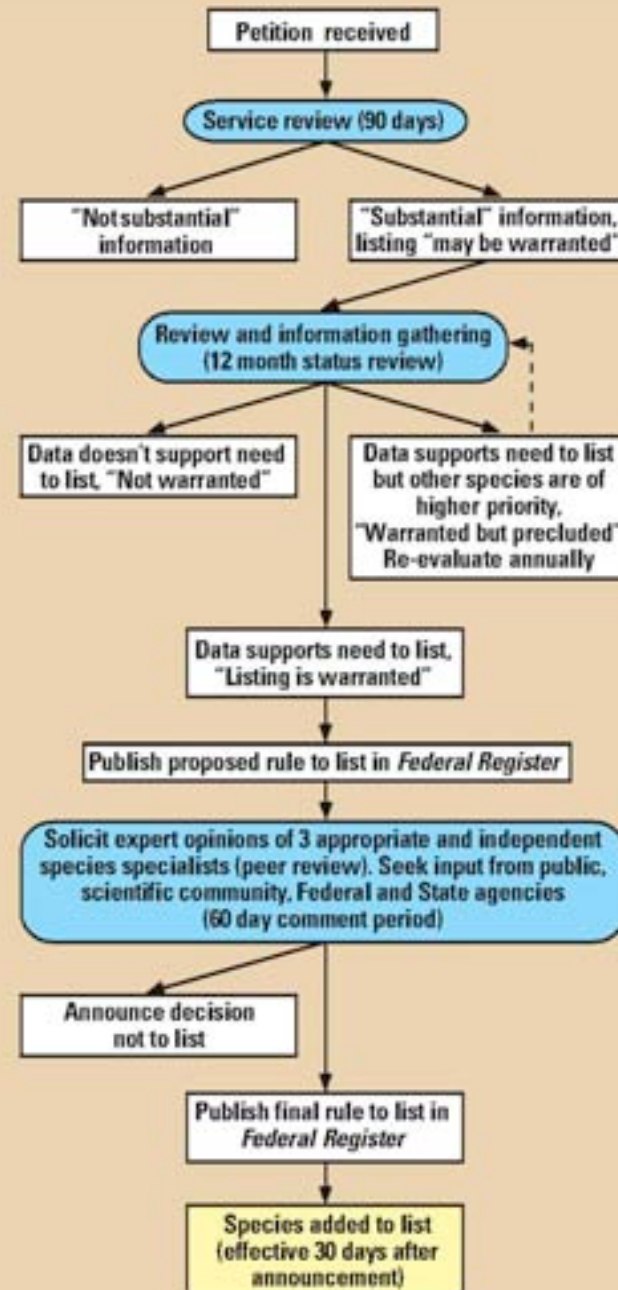 Petition received
Service review (90 days)
"Not substantial"
information
"Substantial" information,
listing "may be warranted"
Review and information gathering
(12 month status review)
Data doesn't support need
to list, "Not warranted"
Data supports need to list
but other species are of
higher priority,
"Warranted but precluded"
Re-evaluate annually
Data supports need to list,
"Listing is warranted"
Publish proposed rule to list in Federal Register
Solicit expert opinions of 3 appropriate and independent
species specialists (peer review). Seek input from public,
scientific community, Federal and State agencies
(60 day comment period)
Announce decision
not to list
Publish final rule to list in
Federal Register
Species added to list
(effective 30 days after
announcement)